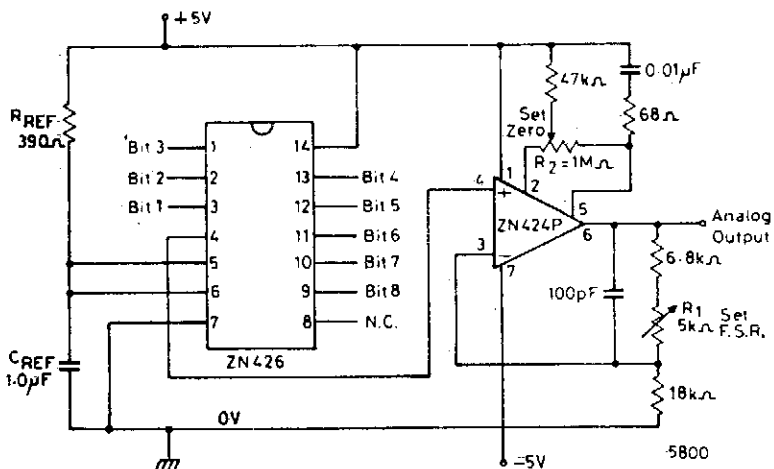 +5V
RREF
390Ω
'Bit 3
Bit 2
Bit 1
1
2
3
4
5
6
7
14
13
12
11
10
9
8
Bit 4
Bit 5
Bit 6
Bit 7
Bit 8
N.C.
ZN426
CREF
1.0µF
0V
47kΩ
0.01µF
Set
Zero
68Ω
R2=1MΩ
4
+
1
2
5
ZN424P
6
3
−
7
Analog
Output
100pF
6.8kΩ
R1
5kΩ
Set
F.S.R.
18kΩ
−5V
5800